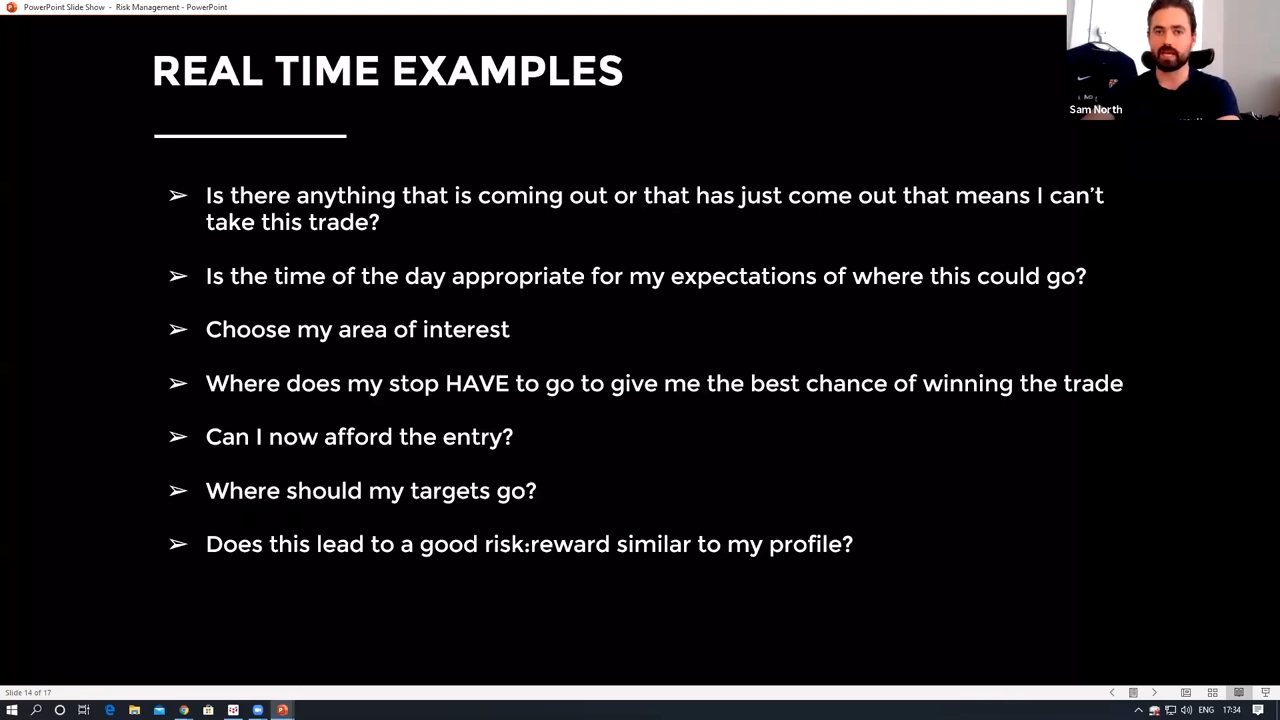 PowerPoint Slide Show - Risk Management - PowerPoint
Sam North
REAL TIME EXAMPLES
➢ Is there anything that is coming out or that has just come out that means I can’t
take this trade?
➢ Is the time of the day appropriate for my expectations of where this could go?
➢ Choose my area of interest
➢ Where does my stop HAVE to go to give me the best chance of winning the trade
➢ Can I now afford the entry?
➢ Where should my targets go?
➢ Does this lead to a good risk:reward similar to my profile?
Slide 14 of 17
ENG 17:34